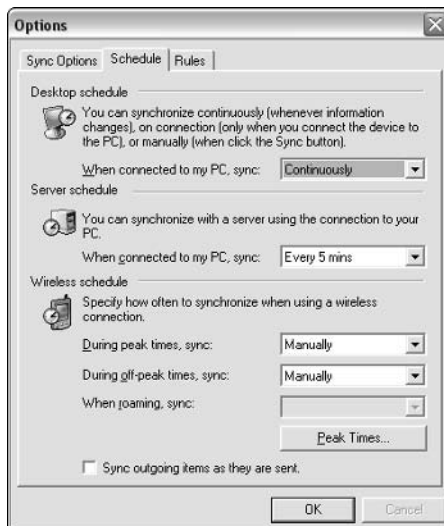 Options
Sync Options Schedule Rules
Desktop schedule
You can synchronize continuously (whenever information
changes), on connection (only when you connect the device to
the PC), or manually (when click the Sync button).
When connected to my PC, sync: Continuously
Server schedule
You can synchronize with a server using the connection to your
PC.
When connected to my PC, sync: Every 5 mins
Wireless schedule
Specify how often to synchronize when using a wireless
connection.
During peak times, sync: Manually
During off-peak times, sync: Manually
When roaming, sync:
Peak Times...
Sync outgoing items as they are sent.
OK Cancel